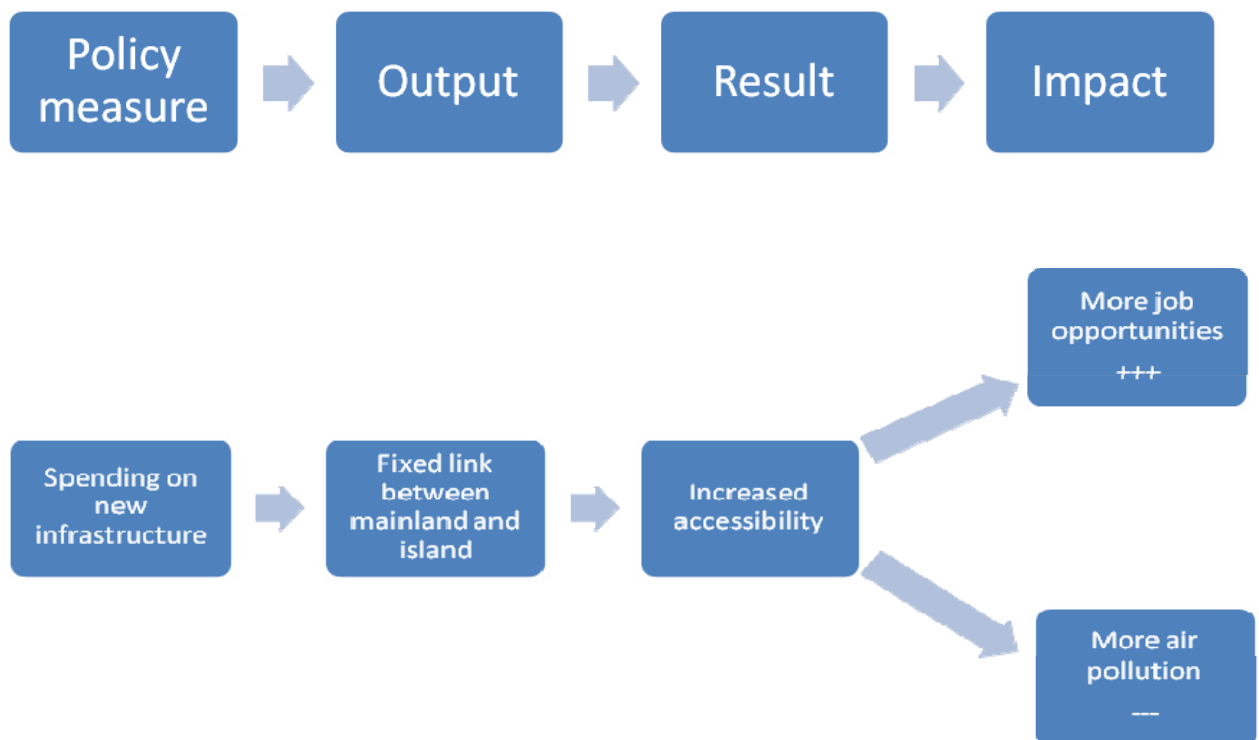 Policy
measure
Output
Result
Impact
More job
opportunities
+++
Spending on
new
infrastructure
Fixed link
between
mainland and
island
Increased
accessibility
More air
pollution
---